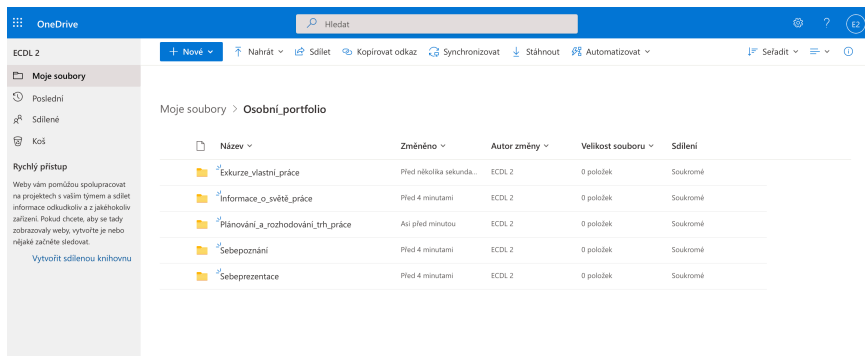 OneDrive
Hledat
?
E2
ECDL 2
Nové
Nahrát
Sdílet
Kopírovat odkaz
Synchronizovat
Stáhnout
Automatizovat
Seřadit
Moje soubory
Poslední
Sdílené
Koš
Rychlý přístup
Weby vám pomůžou spolupracovat
na projektech s vaším týmem a sdílet
informace odkudkoliv a z jakéhokoliv
zařízení. Pokud chcete, aby se tady
zobrazovaly weby, vytvořte je nebo
nějaké začněte sledovat.
Vytvořit sdílenou knihovnu
Moje soubory > Osobní_portfolio
Název Změněno Autor změny Velikost souboru Sdílení
Exkurze_vlastní_práce Před několika sekunda... ECDL 2 0 položek Soukromé
Informace_o_světě_práce Před 4 minutami ECDL 2 0 položek Soukromé
Plánování_a_rozhodování_trh_práce Asi před minutou ECDL 2 0 položek Soukromé
Sebepoznání Před 4 minutami ECDL 2 0 položek Soukromé
Sebeprezentace Před 4 minutami ECDL 2 0 položek Soukromé